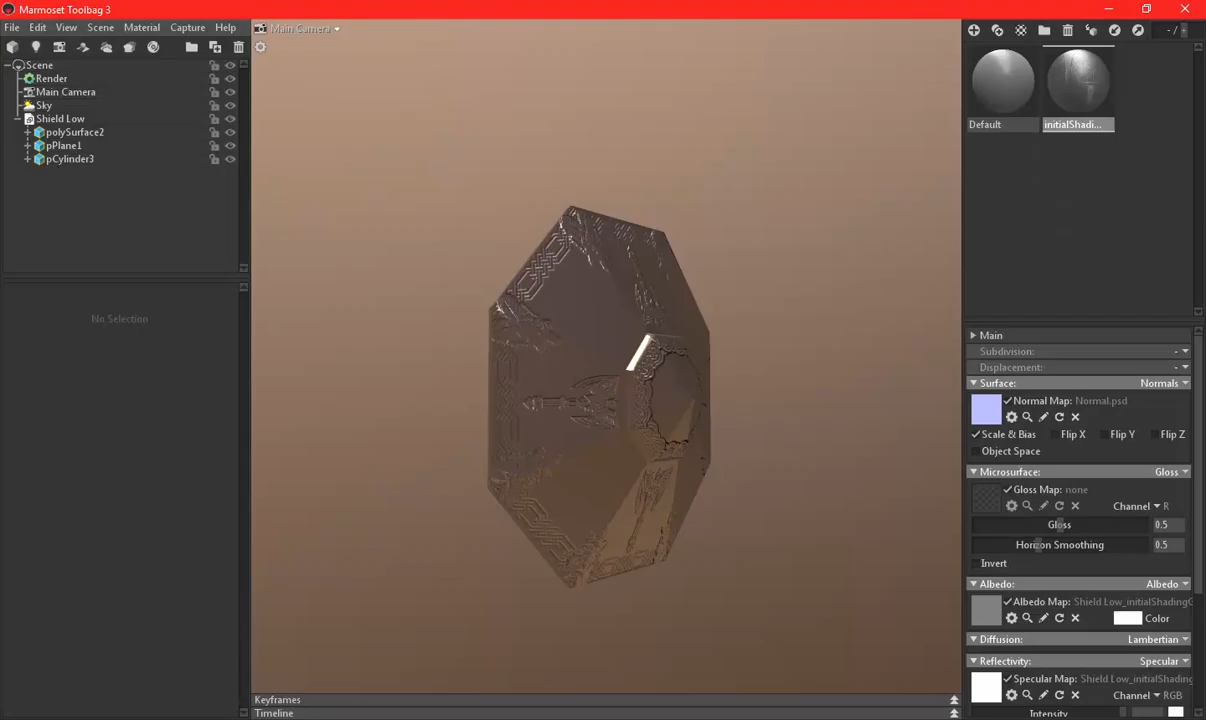 Marmoset Toolbag 3
File Edit View Scene Material Capture Help
Main Camera
- /
Scene
Render
Main Camera
Sky
Shield Low
polySurface2
pPlane1
pCylinder3
No Selection
Default
initialShadi...
Main
Subdivision: -
Displacement: -
Surface: Normals
Normal Map: Normal.psd
Scale & Bias Flip X Flip Y Flip Z
Object Space
Microsurface: Gloss
Gloss Map: none
Channel R
Gloss 0.5
Horizon Smoothing 0.5
Invert
Albedo: Albedo
Albedo Map: Shield Low_initialShadingG
Color
Diffusion: Lambertian
Reflectivity: Specular
Specular Map: Shield Low_initialShading
Channel RGB
Intensity
Keyframes
Timeline